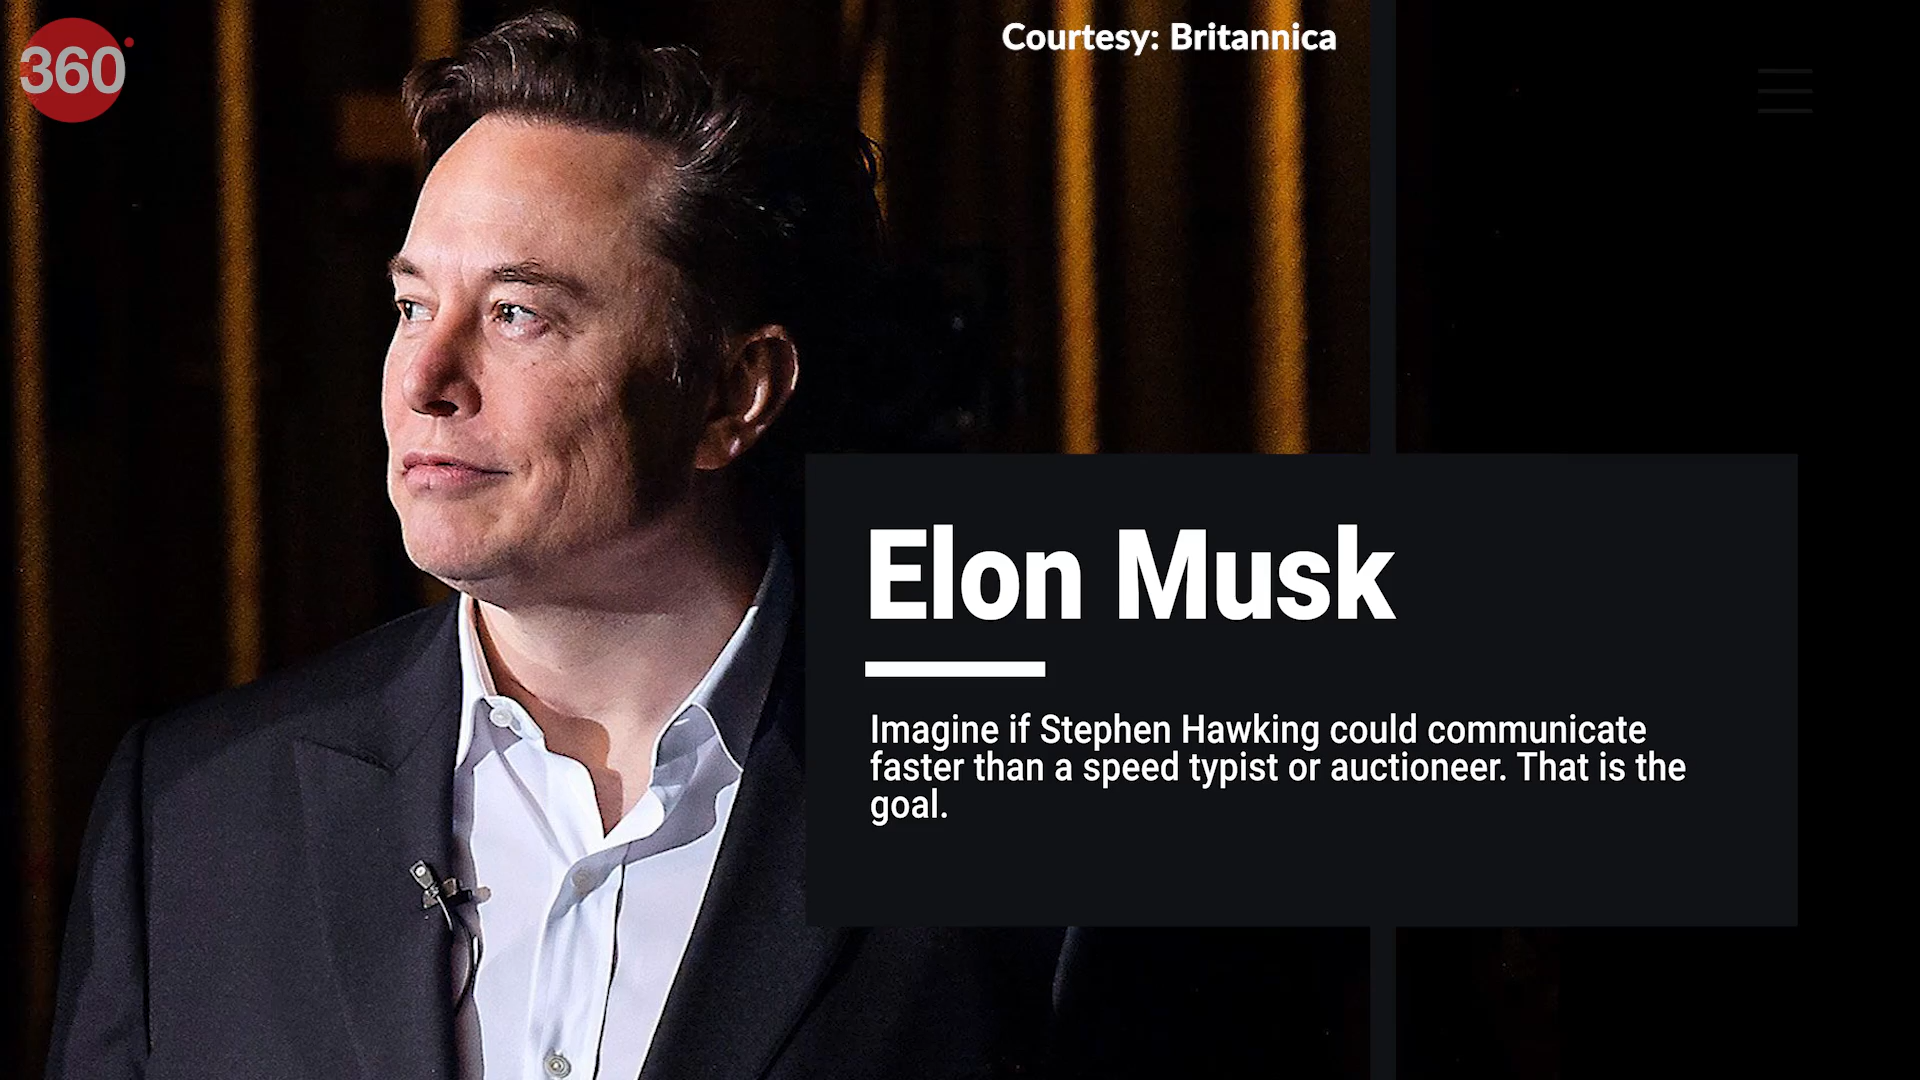 360
Courtesy: Britannica
Elon Musk
Imagine if Stephen Hawking could communicate
faster than a speed typist or auctioneer. That is the
goal.